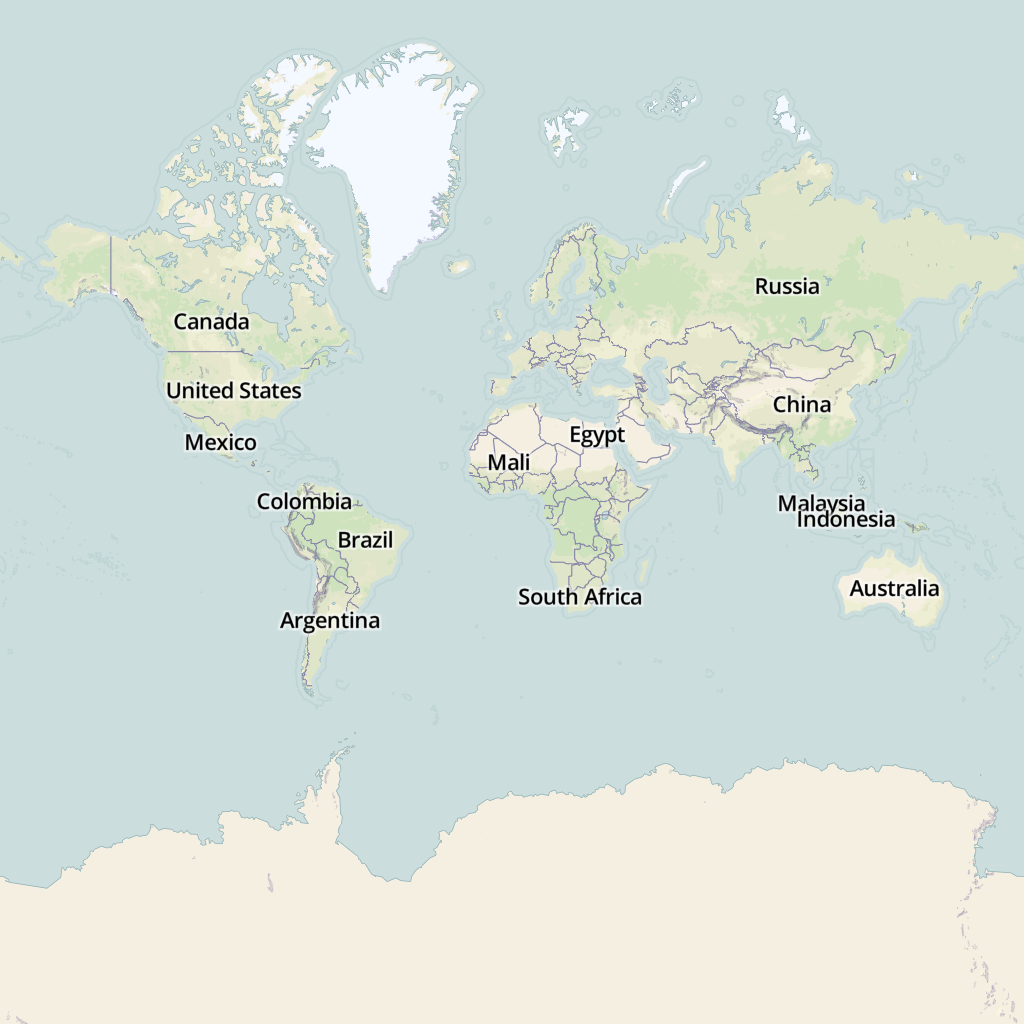 Russia
Canada
United States
China
Egypt
Mexico
Mali
Colombia
Malaysia
Indonesia
Brazil
Australia
South Africa
Argentina